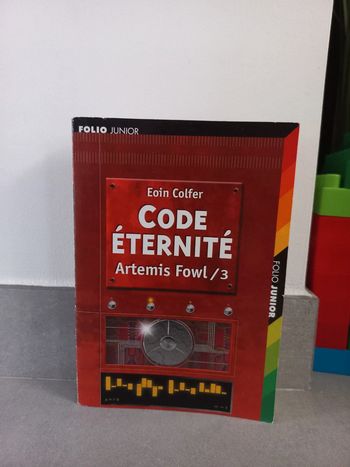 FOLIO JUNIOR
Eoin Colfer
CODE
ÉTERNITÉ
Artemis Fowl /3
FOLIO JUNIOR